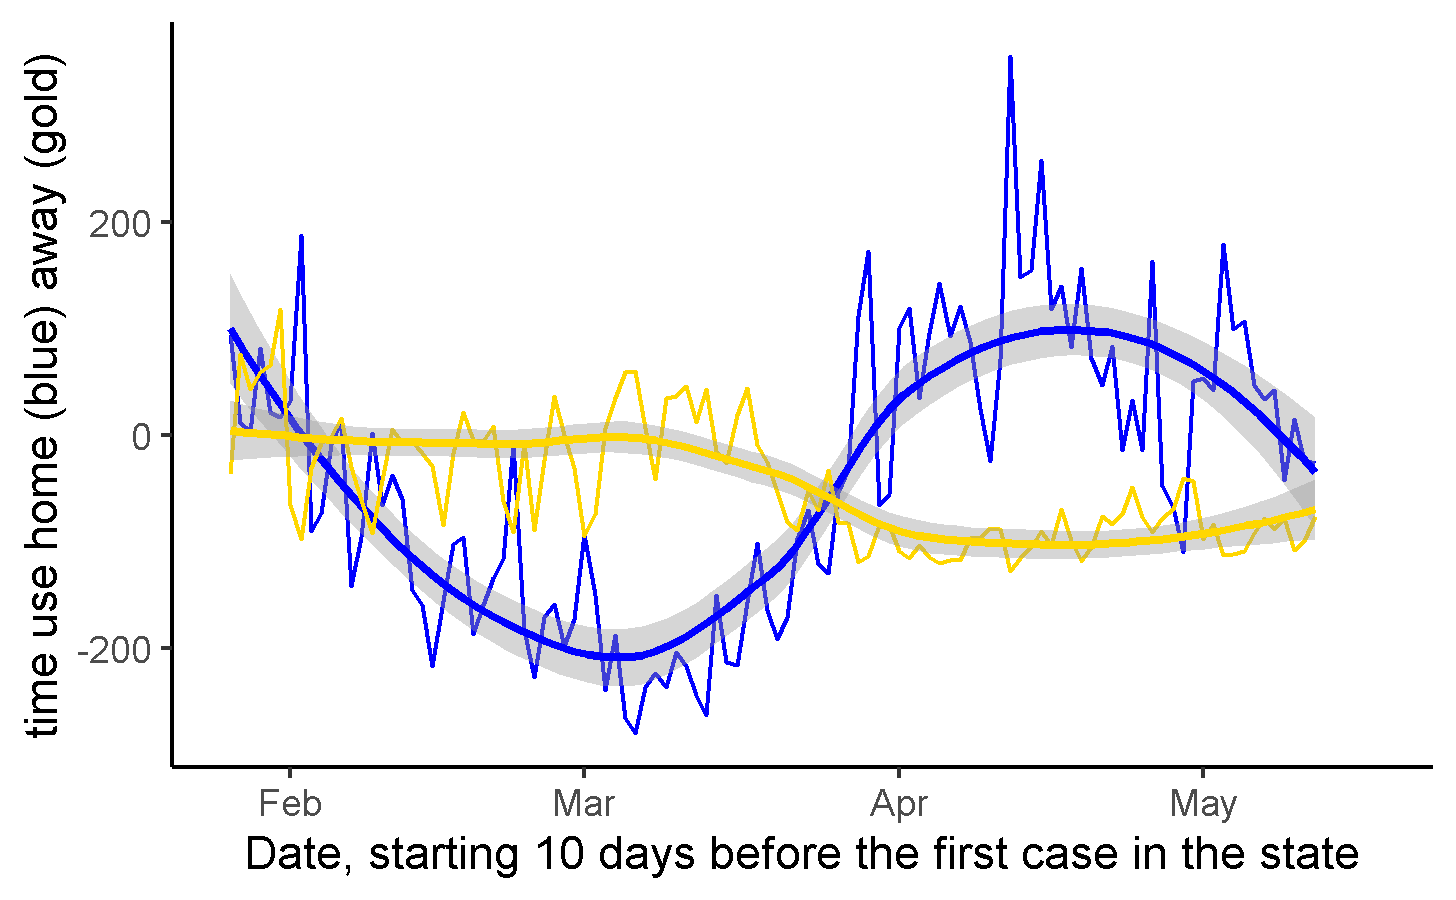 time use home (blue) away (gold)
200
0
-200
Feb
Mar
Apr
May
Date, starting 10 days before the first case in the state